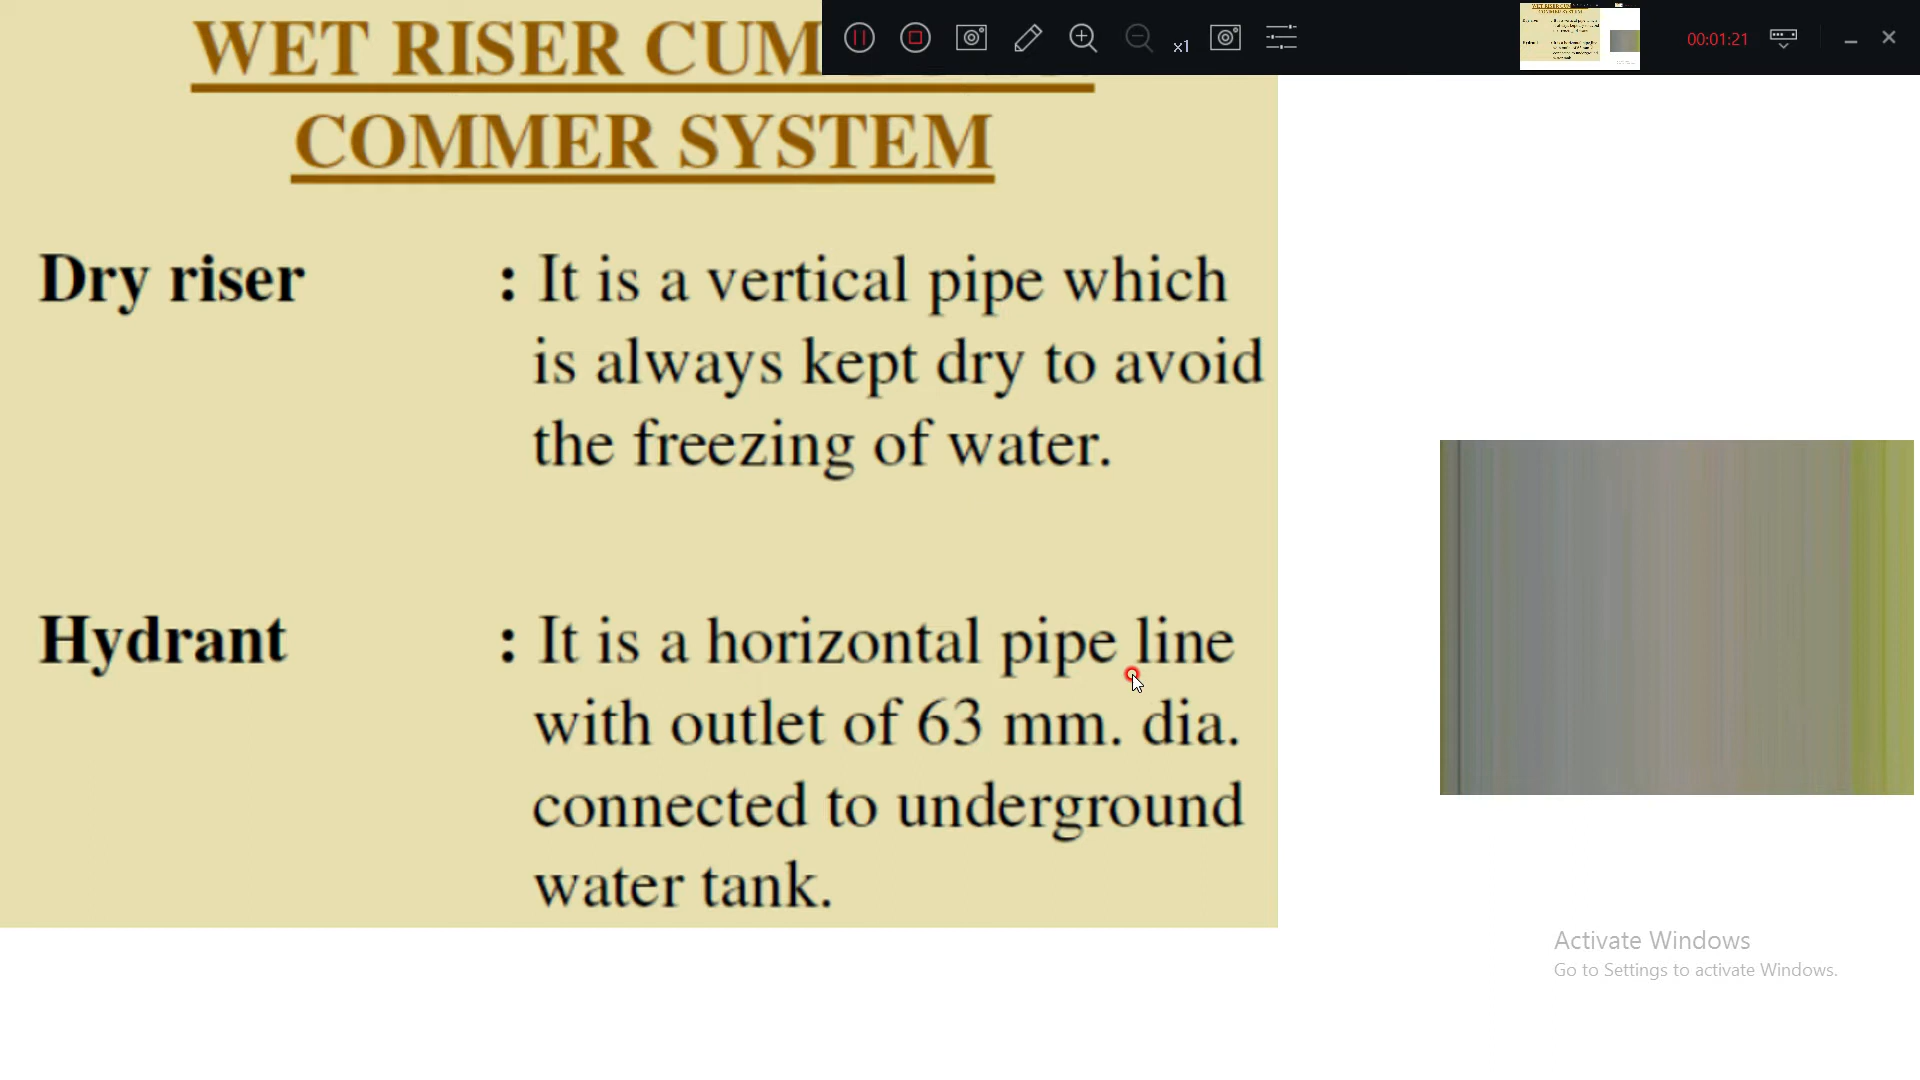 WET RISER CUM
COMMER SYSTEM
x1
00:01:21
Dry riser : It is a vertical pipe which
is always kept dry to avoid
the freezing of water.
Hydrant : It is a horizontal pipe line
with outlet of 63 mm. dia.
connected to underground
water tank.
Activate Windows
Go to Settings to activate Windows.